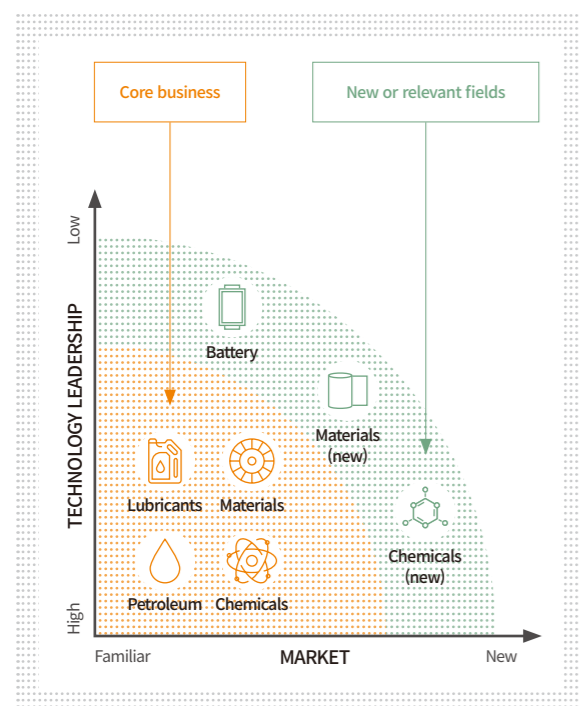 Core business
New or relevant fields
Low
TECHNOLOGY LEADERSHIP
High
Battery
Materials
(new)
Lubricants
Materials
Chemicals
(new)
Petroleum
Chemicals
Familiar
MARKET
New